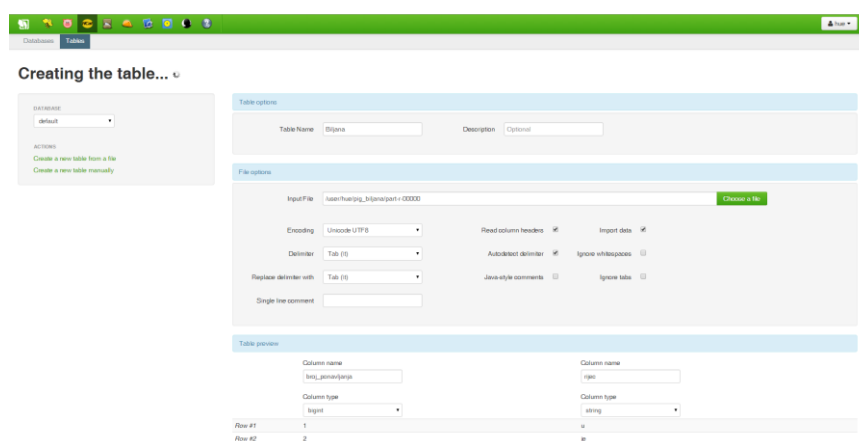 hue
Databases Tables
Creating the table...
DATABASE
default
ACTIONS
Create a new table from a file
Create a new table manually
Table options
Table Name Biljana Description Optional
File options
Input File /user/hue/pig_biljana/part-r-00000 Choose a file
Encoding Unicode UTF8 Read column headers Import data
Delimiter Tab (\t) Autodetect delimiter Ignore whitespaces
Replace delimiter with Tab (\t) Java-style comments Ignore tabs
Single line comment
Table preview
Column name Column name
broj_ponavljanja rijec
Column type Column type
bigint string
Row #1 1
Row #2 2